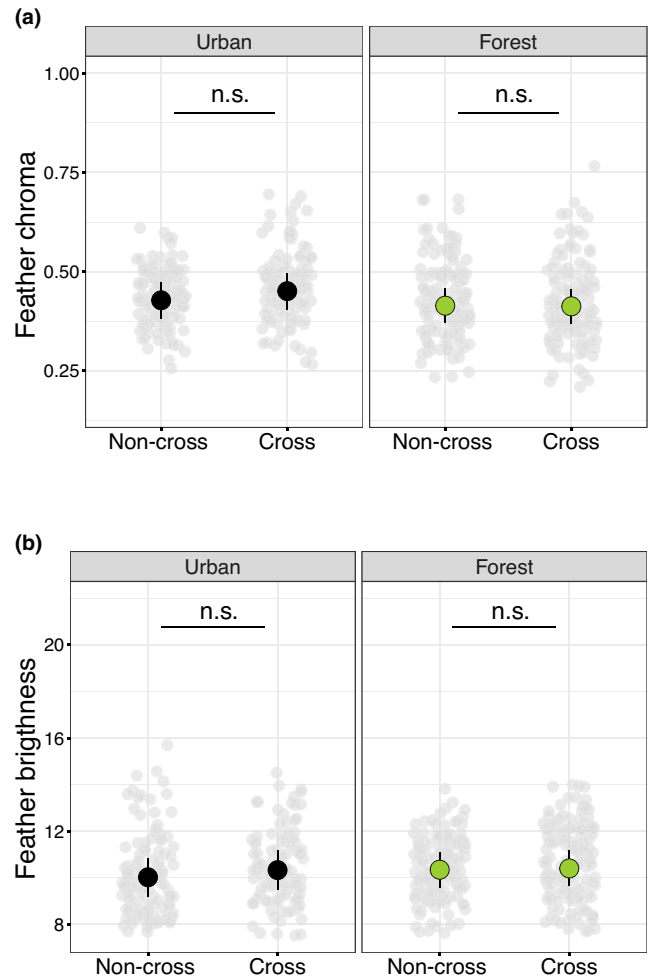 (a)
Urban Forest
n.s. n.s.
Feather chroma
1.00
0.75
0.50
0.25
Non-cross Cross Non-cross Cross
(b)
Urban Forest
n.s. n.s.
Feather brigthness
20
16
12
8
Non-cross Cross Non-cross Cross